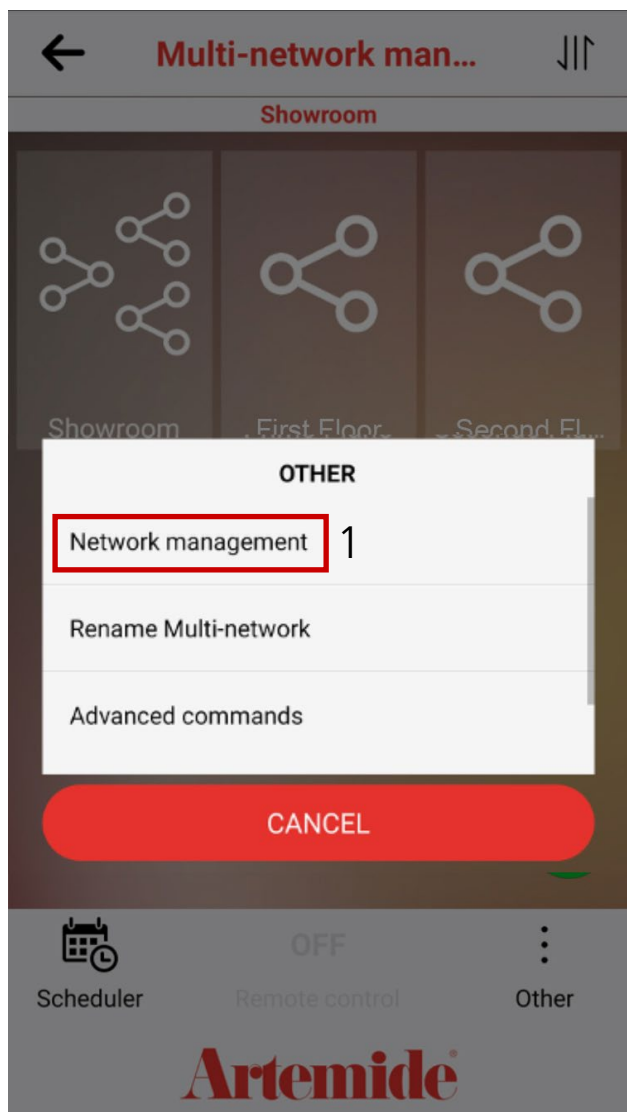 Multi-network man...
Showroom
Showroom
First Floor
Second Fl...
OTHER
Network management
1
Rename Multi-network
Advanced commands
CANCEL
OFF
Scheduler
Remote control
Other
Artemide